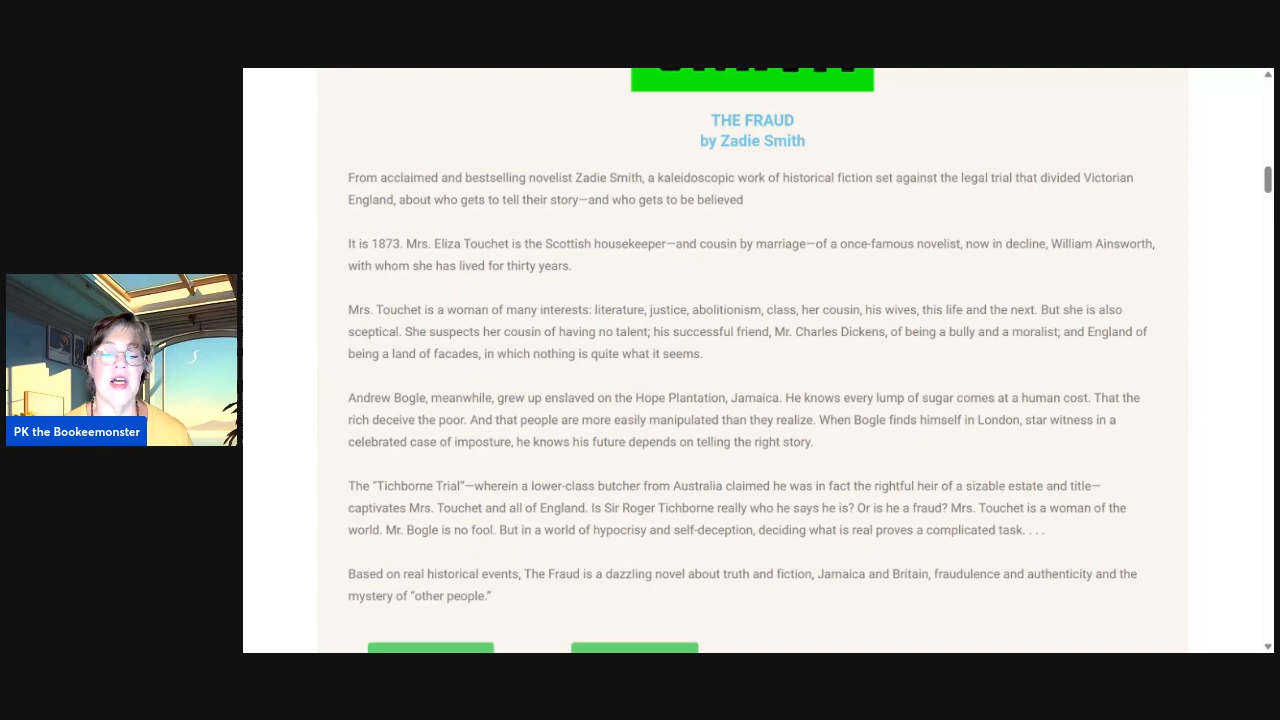 THE FRAUD
by Zadie Smith
From acclaimed and bestselling novelist Zadie Smith, a kaleidoscopic work of historical fiction set against the legal trial that divided Victorian
England, about who gets to tell their story—and who gets to be believed
It is 1873. Mrs. Eliza Touchet is the Scottish housekeeper—and cousin by marriage—of a once-famous novelist, now in decline, William Ainsworth,
with whom she has lived for thirty years.
Mrs. Touchet is a woman of many interests: literature, justice, abolitionism, class, her cousin, his wives, this life and the next. But she is also
sceptical. She suspects her cousin of having no talent; his successful friend, Mr. Charles Dickens, of being a bully and a moralist; and England of
being a land of facades, in which nothing is quite what it seems.
Andrew Bogle, meanwhile, grew up enslaved on the Hope Plantation, Jamaica. He knows every lump of sugar comes at a human cost. That the
rich deceive the poor. And that people are more easily manipulated than they realize. When Bogle finds himself in London, star witness in a
celebrated case of imposture, he knows his future depends on telling the right story.
The “Tichborne Trial”—wherein a lower-class butcher from Australia claimed he was in fact the rightful heir of a sizable estate and title—
captivates Mrs. Touchet and all of England. Is Sir Roger Tichborne really who he says he is? Or is he a fraud? Mrs. Touchet is a woman of the
world. Mr. Bogle is no fool. But in a world of hypocrisy and self-deception, deciding what is real proves a complicated task. . . .
Based on real historical events, The Fraud is a dazzling novel about truth and fiction, Jamaica and Britain, fraudulence and authenticity and the
mystery of “other people.”
PK the Bookeemonster